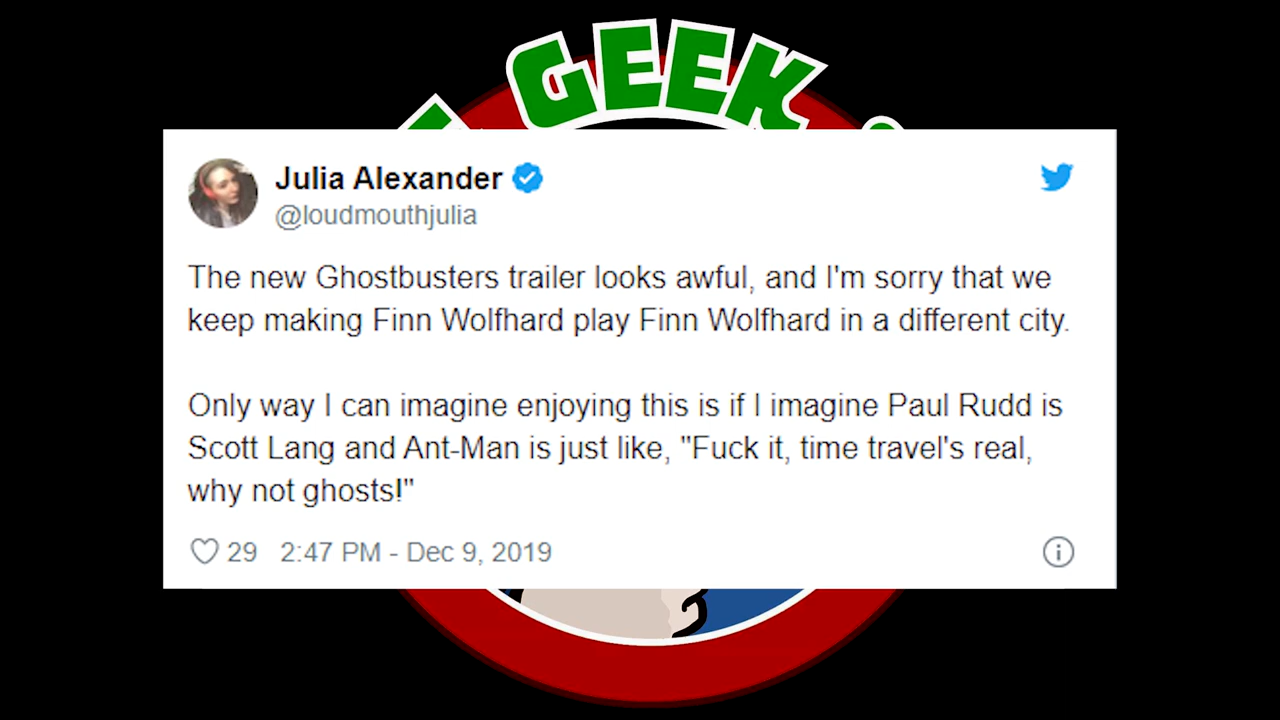 GEEK
Julia Alexander
@loudmouthjulia
The new Ghostbusters trailer looks awful, and I'm sorry that we
keep making Finn Wolfhard play Finn Wolfhard in a different city.
Only way I can imagine enjoying this is if I imagine Paul Rudd is
Scott Lang and Ant-Man is just like, "Fuck it, time travel's real,
why not ghosts!"
29 2:47 PM - Dec 9, 2019